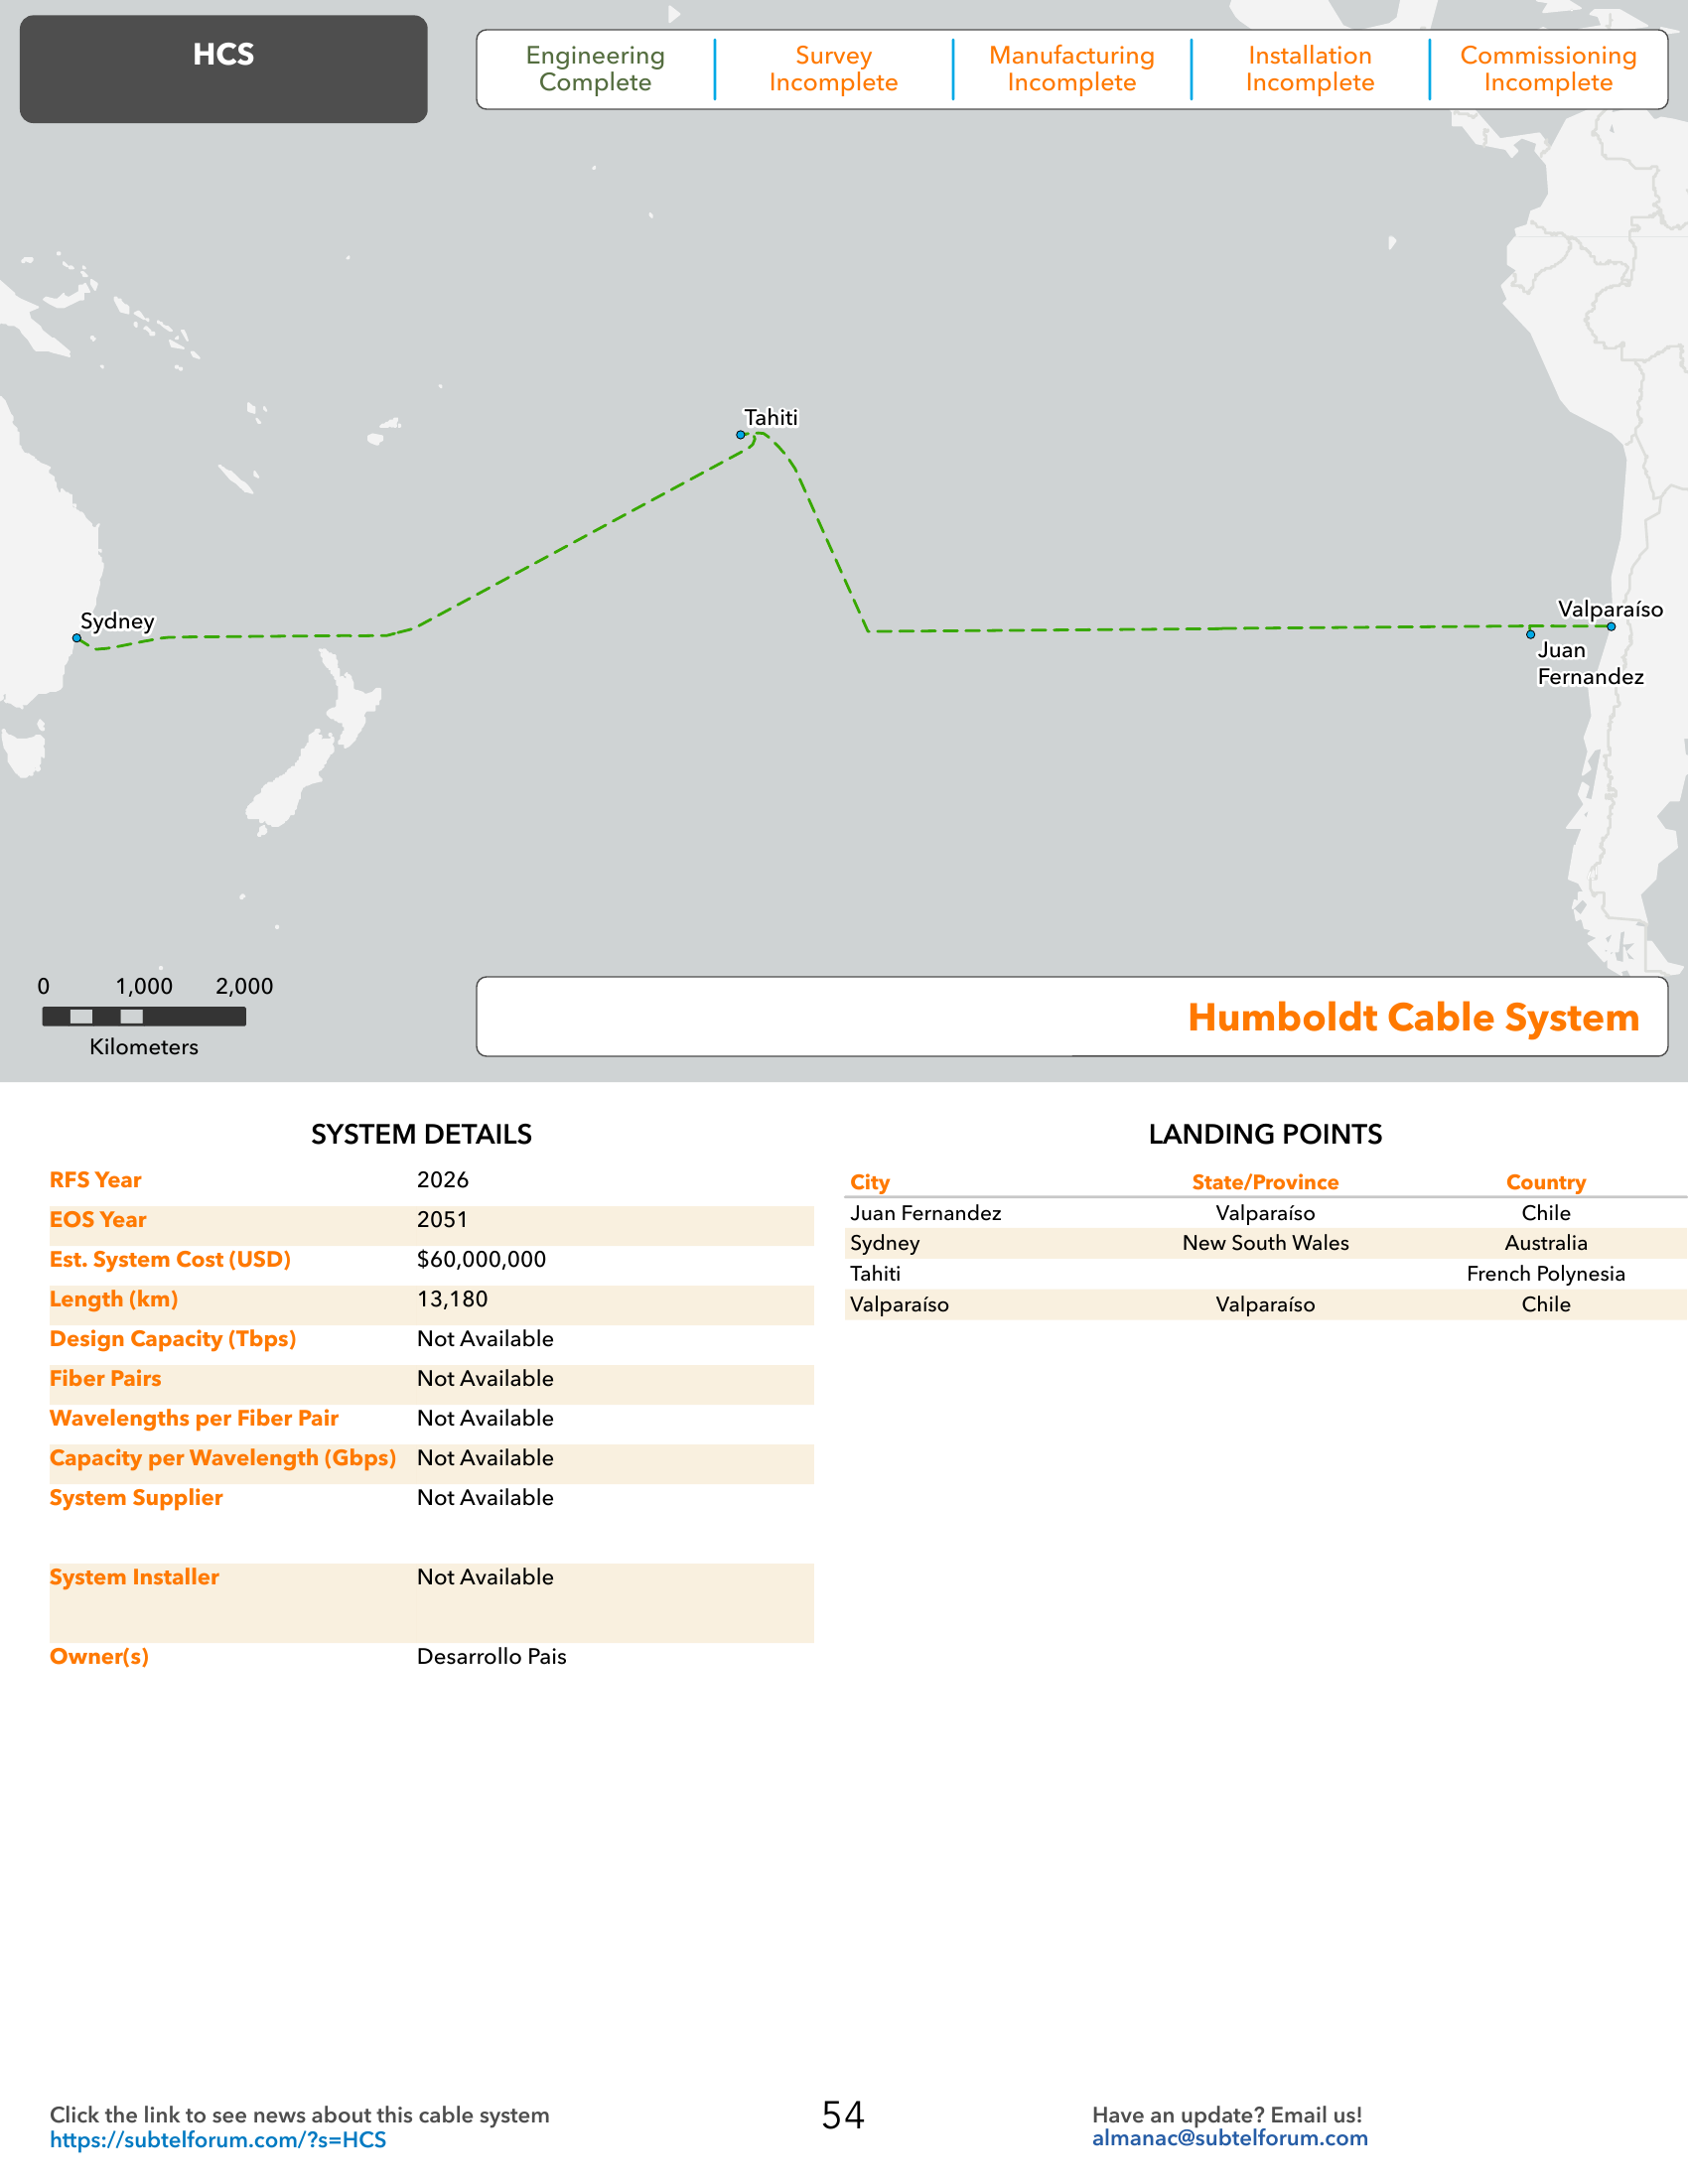 HCS
Engineering
Complete
Survey
Incomplete
Manufacturing
Incomplete
Installation
Incomplete
Commissioning
Incomplete
Tahiti
Sydney
Valparaíso
Juan
Fernandez
0 1,000 2,000
Kilometers
Humboldt Cable System
SYSTEM DETAILS
RFS Year 2026
EOS Year 2051
Est. System Cost (USD) $60,000,000
Length (km) 13,180
Design Capacity (Tbps) Not Available
Fiber Pairs Not Available
Wavelengths per Fiber Pair Not Available
Capacity per Wavelength (Gbps) Not Available
System Supplier Not Available
System Installer Not Available
Owner(s) Desarrollo Pais
LANDING POINTS
City State/Province Country
Juan Fernandez Valparaíso Chile
Sydney New South Wales Australia
Tahiti French Polynesia
Valparaíso Valparaíso Chile
Click the link to see news about this cable system
https://subtelforum.com/?s=HCS
54
Have an update? Email us!
almanac@subtelforum.com